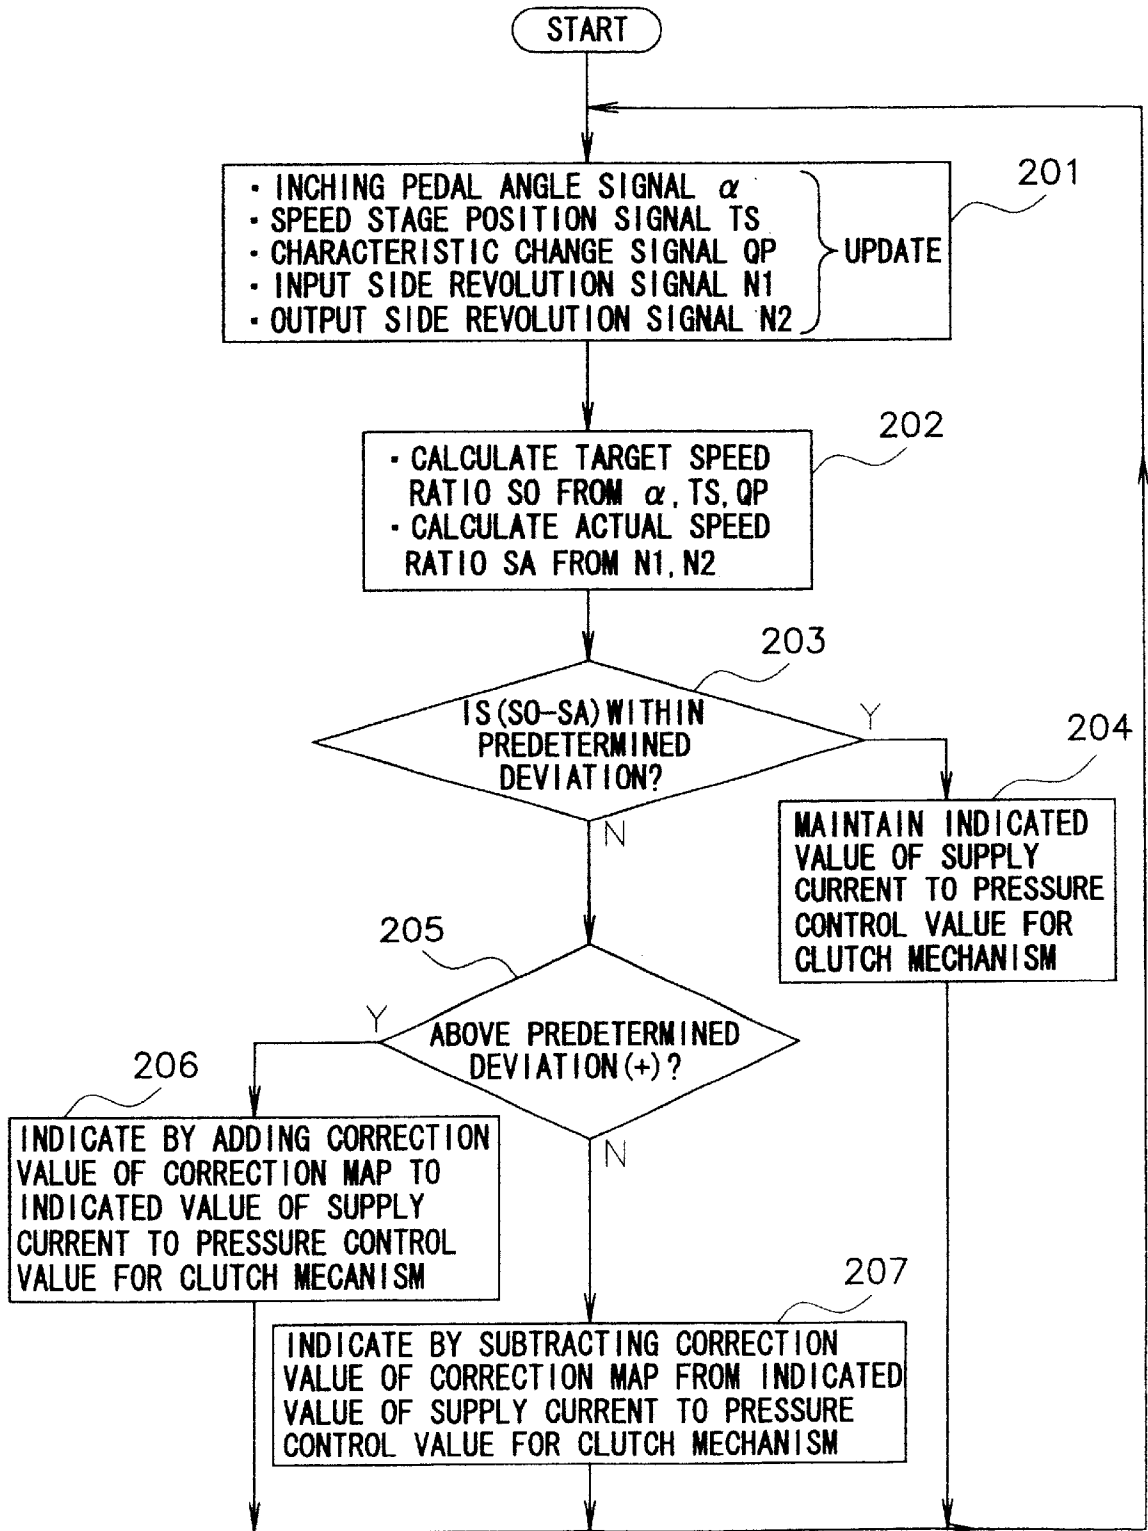 START
201
· INCHING PEDAL ANGLE SIGNAL α
· SPEED STAGE POSITION SIGNAL TS
· CHARACTERISTIC CHANGE SIGNAL QP
· INPUT SIDE REVOLUTION SIGNAL N1
· OUTPUT SIDE REVOLUTION SIGNAL N2
UPDATE
202
· CALCULATE TARGET SPEED
RATIO SO FROM α, TS, QP
· CALCULATE ACTUAL SPEED
RATIO SA FROM N1, N2
203
IS (SO-SA) WITHIN
PREDETERMINED
DEVIATION?
Y
N
204
MAINTAIN INDICATED
VALUE OF SUPPLY
CURRENT TO PRESSURE
CONTROL VALUE FOR
CLUTCH MECHANISM
205
ABOVE PREDETERMINED
DEVIATION (+) ?
Y
N
206
INDICATE BY ADDING CORRECTION
VALUE OF CORRECTION MAP TO
INDICATED VALUE OF SUPPLY
CURRENT TO PRESSURE CONTROL
VALUE FOR CLUTCH MECANISM
207
INDICATE BY SUBTRACTING CORRECTION
VALUE OF CORRECTION MAP FROM INDICATED
VALUE OF SUPPLY CURRENT TO PRESSURE
CONTROL VALUE FOR CLUTCH MECHANISM